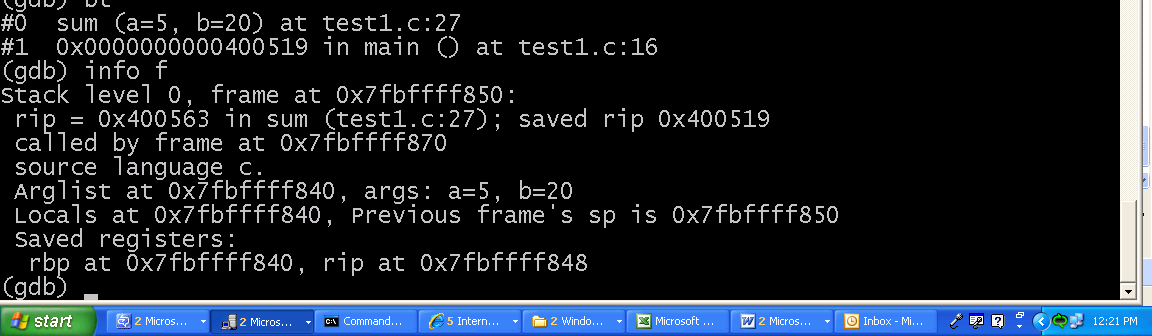 (gdb) bt
#0  sum (a=5, b=20) at test1.c:27
#1  0x0000000000400519 in main () at test1.c:16
(gdb) info f
Stack level 0, frame at 0x7fbffff850:
 rip = 0x400563 in sum (test1.c:27); saved rip 0x400519
 called by frame at 0x7fbffff870
 source language c.
 Arglist at 0x7fbffff840, args: a=5, b=20
 Locals at 0x7fbffff840, Previous frame's sp is 0x7fbffff850
 Saved registers:
  rbp at 0x7fbffff840, rip at 0x7fbffff848
(gdb)
start 2 Micros... 2 Micros... Command... 5 Intern... 2 Windo... Microsoft ... 2 Micros... Inbox - Mi... 12:21 PM